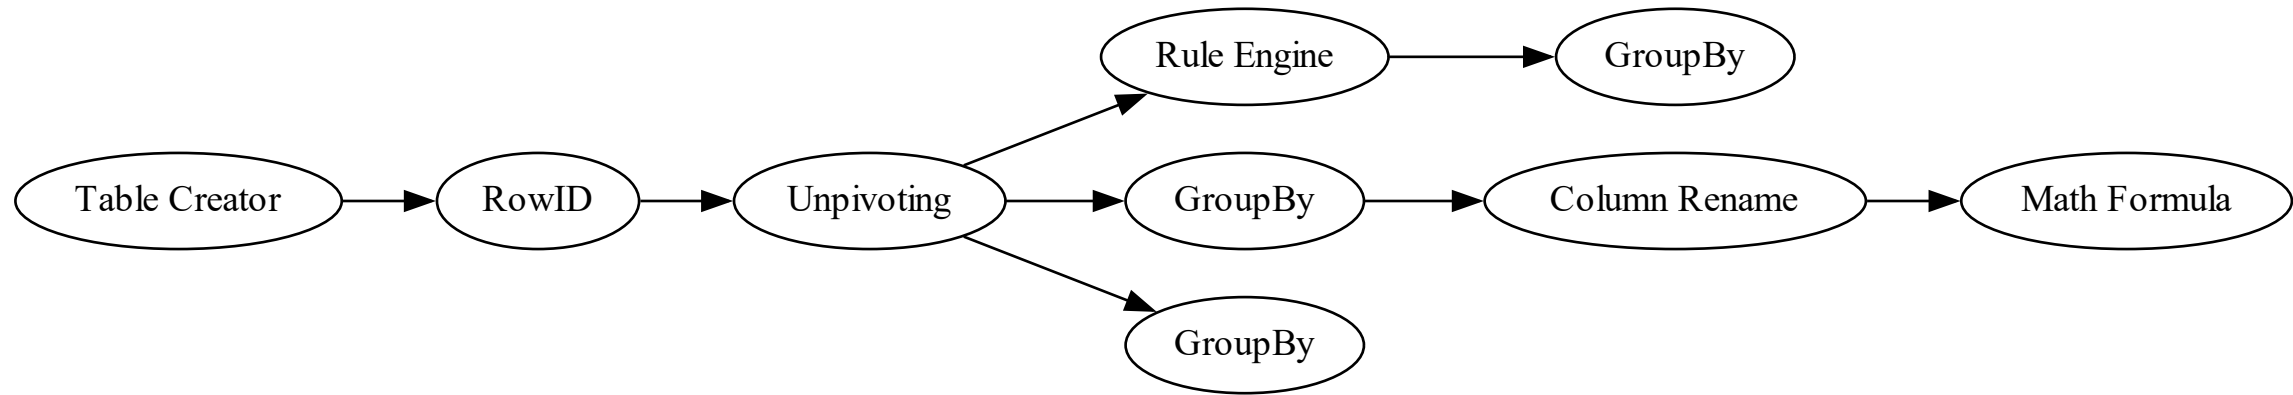 Rule Engine
GroupBy
Table Creator
RowID
Unpivoting
GroupBy
Column Rename
Math Formula
GroupBy